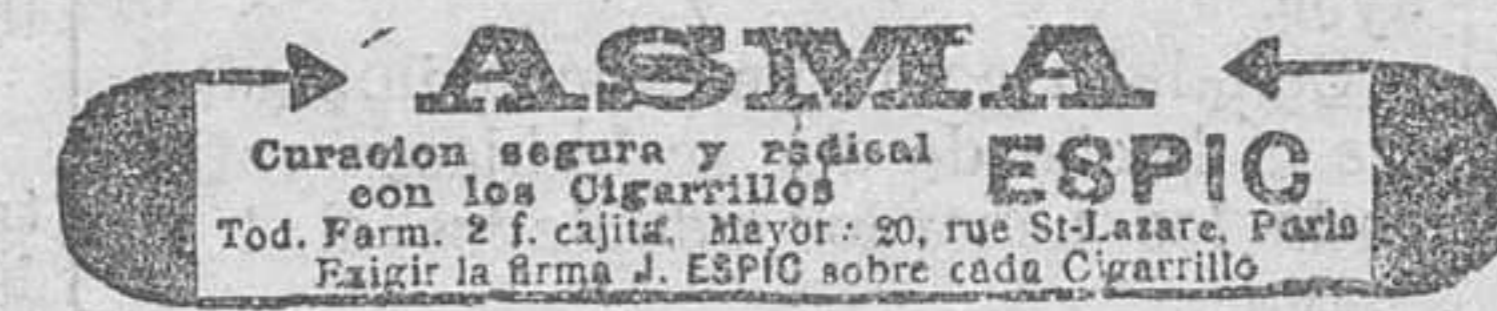 ASMA
Curacion segura y radical
con los Cigarrillos
ESPIC
Tod. Farm. 2 f. cajita. Mayor: 20, rue St-Lazare, Paris
Exigir la firma J. ESPIC sobre cada Cigarrillo